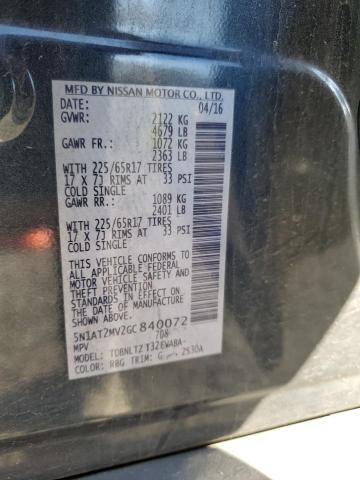 MFD BY NISSAN MOTOR CO., LTD.
DATE: 04/16
GVWR: 2122 KG
4679 LB
GAWR FR.: 1072 KG
2363 LB
WITH 225/65R17 TIRES
17 X 7J RIMS AT 33 PSI
COLD SINGLE
GAWR RR.: 1089 KG
2401 LB
WITH 225/65R17 TIRES
17 X 7J RIMS AT 33 PSI
COLD SINGLE
THIS VEHICLE CONFORMS TO
ALL APPLICABLE FEDERAL
MOTOR VEHICLE SAFETY
STANDARDS IN EFFECT ON
THE DATE OF MANUFACTURE
SHOWN ABOVE.
5N1AT2MV2GC840072
MPV 708
MODEL: TDBNLTZ T32EWABA-
COLOR: RBG TRIM: G 2530A